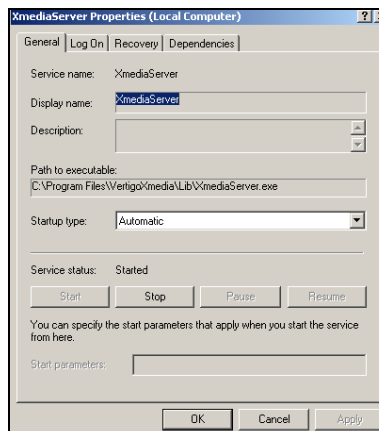 XmediaServer Properties (Local Computer)
General Log On Recovery Dependencies
Service name: XmediaServer
Display name: XmediaServer
Description:
Path to executable:
C:\Program Files\VertigoXmedia\Lib\XmediaServer.exe
Startup type: Automatic
Service status: Started
Start Stop Pause Resume
You can specify the start parameters that apply when you start the service
from here.
Start parameters:
OK Cancel Apply